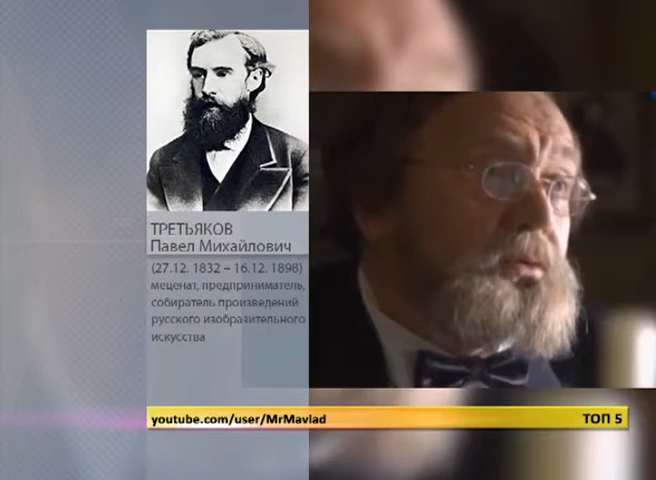 ТРЕТЬЯКОВ
Павел Михайлович
(27.12. 1832 – 16.12. 1898)
меценат, предприниматель,
собиратель произведений
русского изобразительного
искусства
youtube.com/user/MrMavlad
ТОП 5